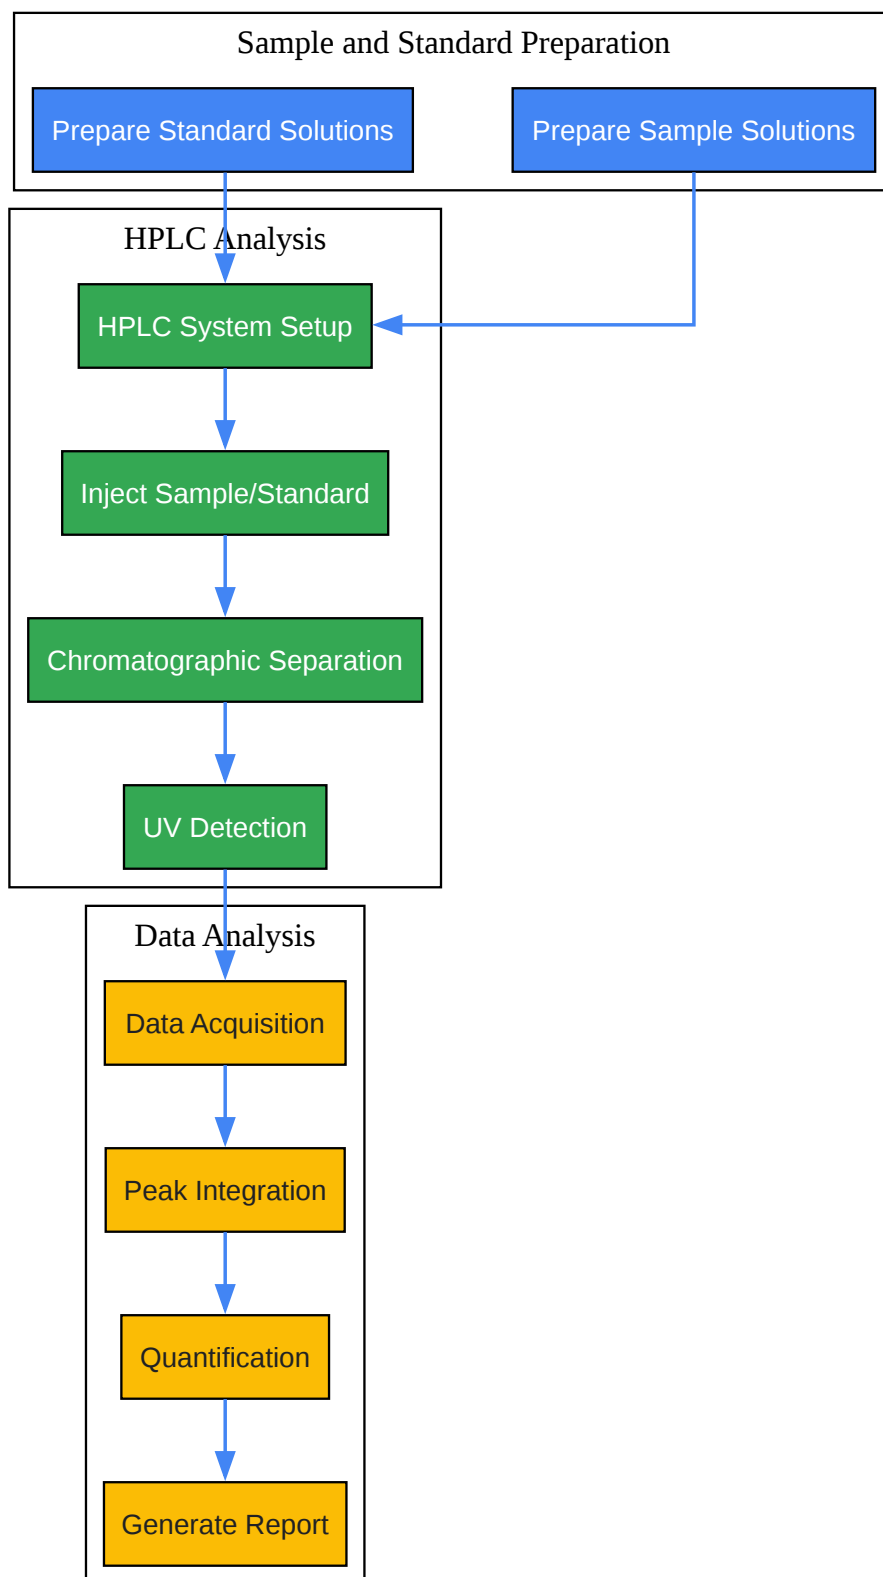 Sample and Standard Preparation
Prepare Standard Solutions
Prepare Sample Solutions
HPLC Analysis
HPLC System Setup
Inject Sample/Standard
Chromatographic Separation
UV Detection
Data Analysis
Data Acquisition
Peak Integration
Quantification
Generate Report